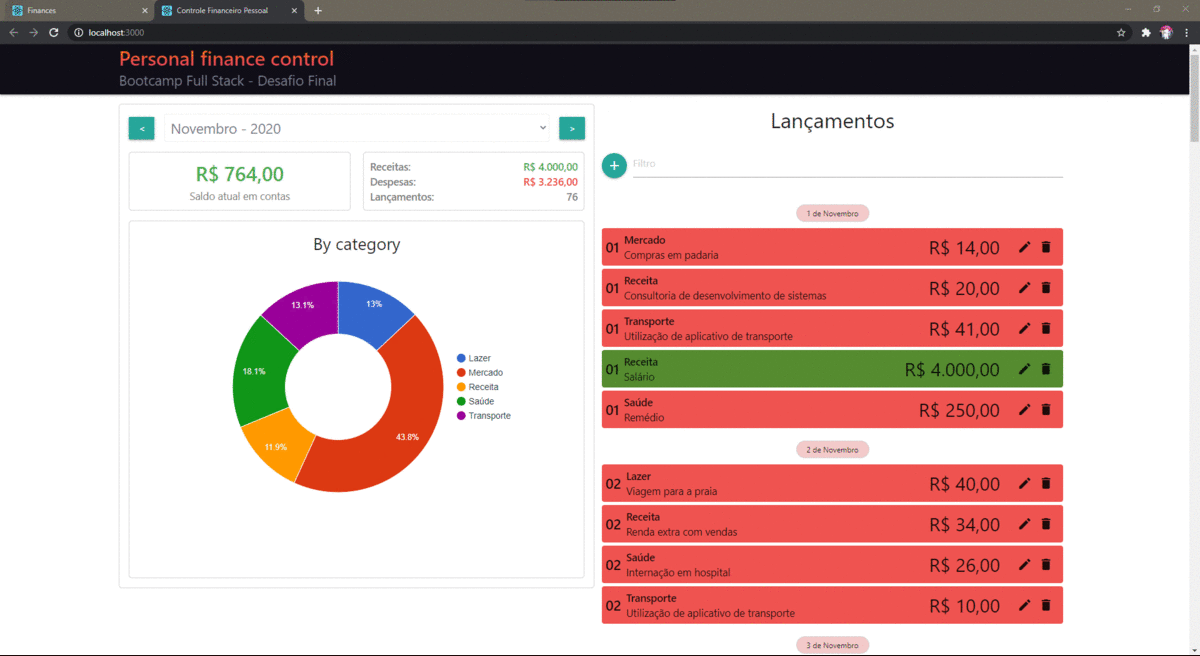 Finances
Controle Financeiro Pessoal
localhost:3000
Personal finance control
Bootcamp Full Stack - Desafio Final
<
Novembro - 2020
>
R$ 764,00
Saldo atual em contas
Receitas: R$ 4.000,00
Despesas: R$ 3.236,00
Lançamentos: 76
By category
13%
13.1%
18.1%
11.9%
43.8%
Lazer
Mercado
Receita
Saúde
Transporte
Lançamentos
+
Filtro
1 de Novembro
01 Mercado
Compras em padaria
R$ 14,00
01 Receita
Consultoria de desenvolvimento de sistemas
R$ 20,00
01 Transporte
Utilização de aplicativo de transporte
R$ 41,00
01 Receita
Salário
R$ 4.000,00
01 Saúde
Remédio
R$ 250,00
2 de Novembro
02 Lazer
Viagem para a praia
R$ 40,00
02 Receita
Renda extra com vendas
R$ 34,00
02 Saúde
Internação em hospital
R$ 26,00
02 Transporte
Utilização de aplicativo de transporte
R$ 10,00
3 de Novembro